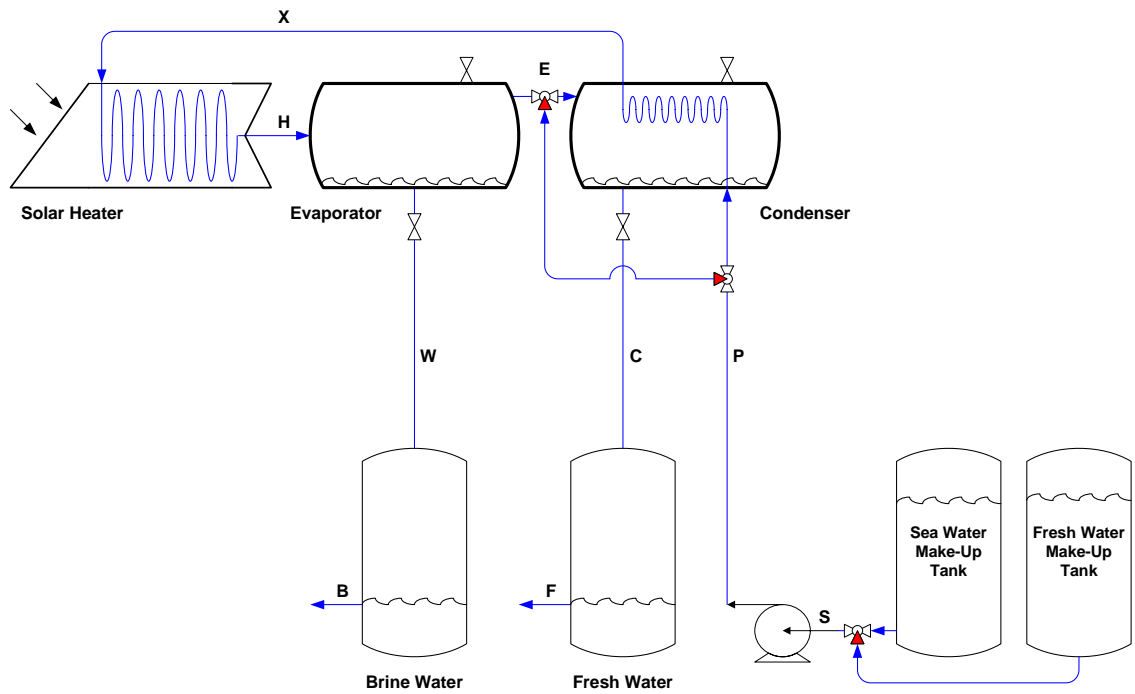 X
E
H
Solar Heater
Evaporator
Condenser
W
C
P
Sea Water
Make-Up
Tank
Fresh Water
Make-Up
Tank
B
F
S
Brine Water
Fresh Water